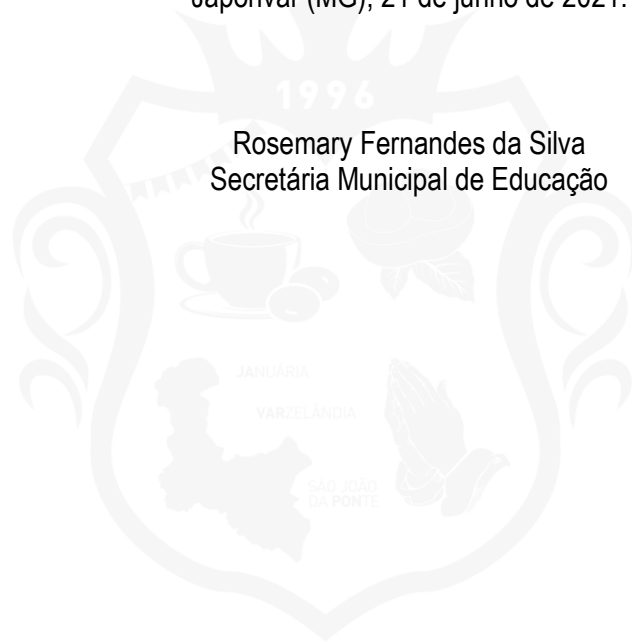 Japonvar (MG), 21 de junho de 2021.
1996
Rosemary Fernandes da Silva
Secretária Municipal de Educação
JANUÁRIA
VARZELÂNDIA
SÃO JOÃO
DA PONTE